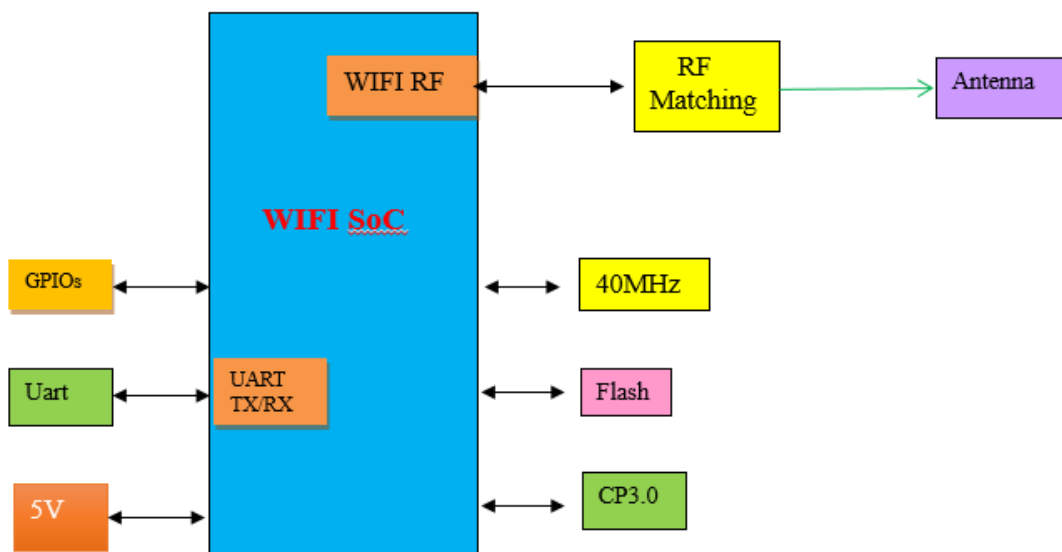 WIFI RF
RF
Matching
Antenna
WIFI SoC
GPIOs
40MHz
Uart
UART
TX/RX
Flash
5V
CP3.0